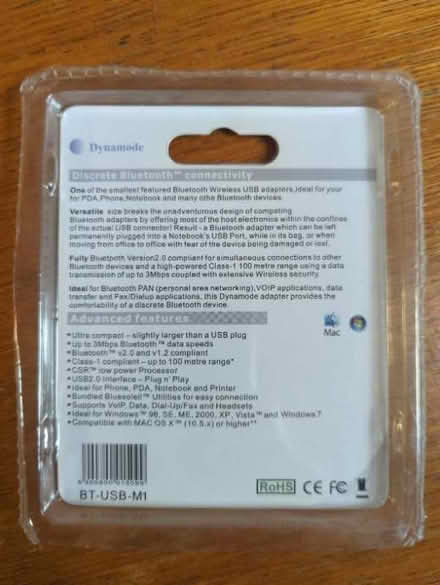 Dynamode
Discrete Bluetooth™ connectivity
One of the smallest featured Bluetooth Wireless USB adapters,Ideal for your
for PDA,Phone,Notebook and many othe Bluetooth devices.
Versatile size breaks the unadventurous design of competing
Bluetooth adapters by offering most of the host electronics within the confines
of the actual USB connector! Result - a Bluetooth adapter which can be left
permanently plugged into a Notebook's USB Port, while in its bag, or when
moving from office to office with fear of the device being damaged or lost.
Fully Bluetooth Version2.0 compliant for simultaneous connections to other
Bluetooth devices and a high-powered Class-1 100 metre range using a data
transmission of up to 3Mbps coupled with extensive Wireless security.
Ideal for Bluetooth PAN (personal area networking),VOIP applications, data
transfer and Fax/Dialup applications, this Dynamode adapter provides the
comfortability of a discrete Bluetooth device.
Advanced features
*Ultra compact – slightly larger than a USB plug
*Up to 3Mbps Bluetooth™ data speeds
*Bluetooth™ v2.0 and v1.2 compliant
*Class-1 compliant – up to 100 metre range*
*CSR™ low power Processor
*USB2.0 Interface – Plug n' Play
*Ideal for Phone, PDA, Notebook and Printer
*Bundled Bluesoleil™ Utilities for easy connection
*Supports VoIP, Data, Dial-Up/Fax and Headsets
*Ideal for Windows™ 98, SE, ME, 2000, XP, Vista™ and Windows 7
*Compatible with MAC OS X™ (10.5.x) or higher**
Mac
BT-USB-M1
RoHS CE FC